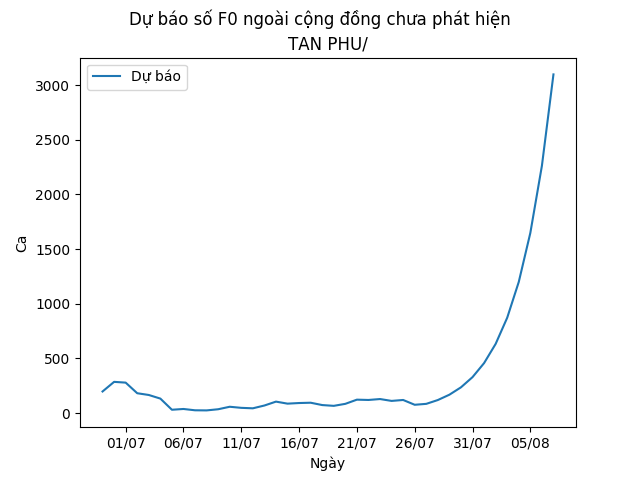 Dự báo số F0 ngoài cộng đồng chưa phát hiện
TAN PHU/
Dự báo
3000
2500
2000
1500
1000
500
0
Ca
01/07 06/07 11/07 16/07 21/07 26/07 31/07 05/08
Ngày